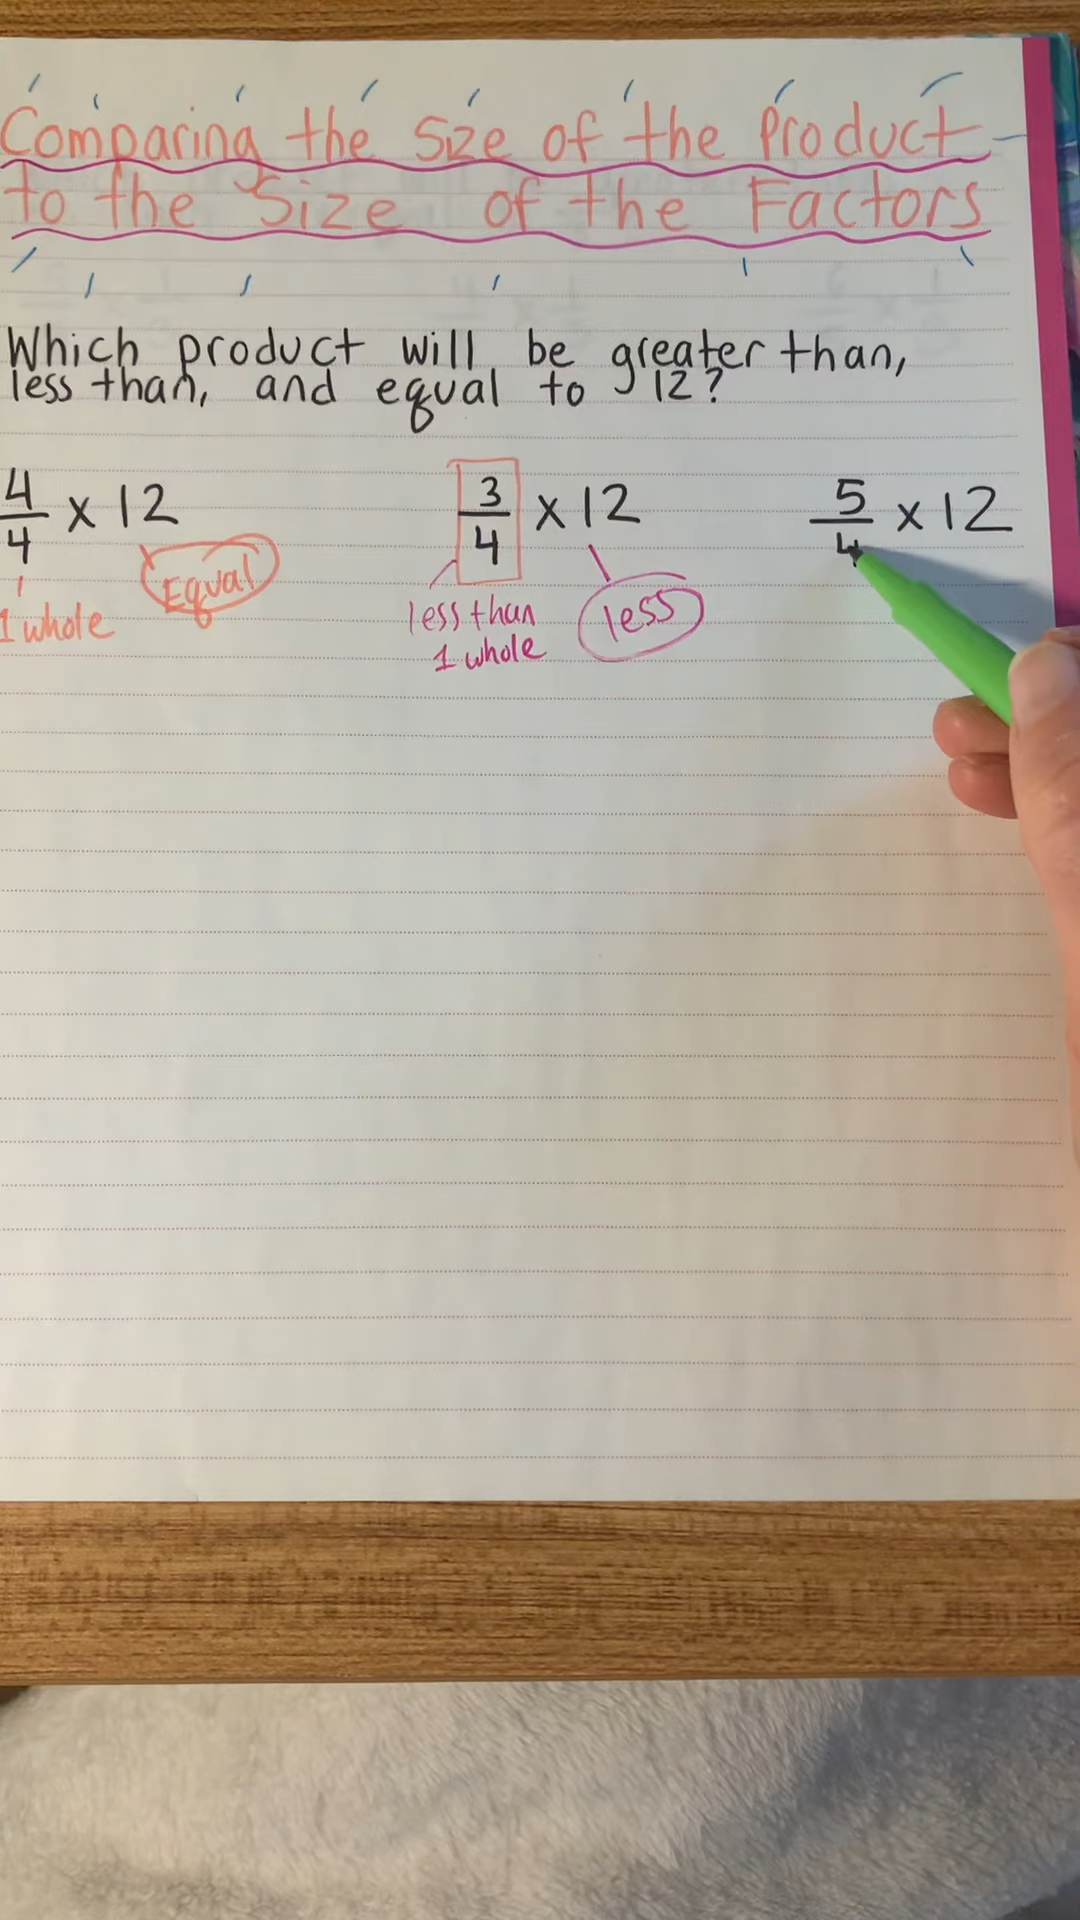 Comparing the Size of the Product
to the Size of the Factors
Which product will be greater than,
less than, and equal to 12?
4/4 x 12
Equal
1 whole
3/4 x 12
less than
1 whole
less
5/4 x 12